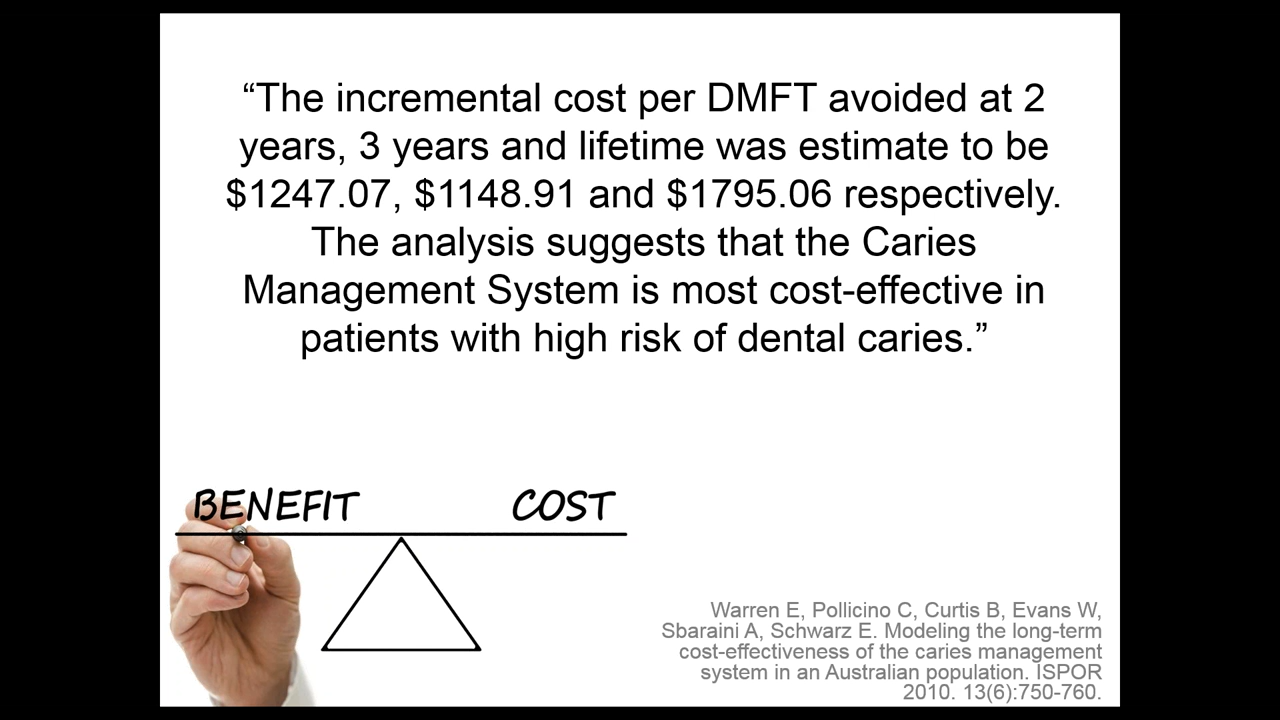 “The incremental cost per DMFT avoided at 2
years, 3 years and lifetime was estimate to be
$1247.07, $1148.91 and $1795.06 respectively.
The analysis suggests that the Caries
Management System is most cost-effective in
patients with high risk of dental caries.”
BENEFIT COST
Warren E, Pollicino C, Curtis B, Evans W,
Sbaraini A, Schwarz E. Modeling the long-term
cost-effectiveness of the caries management
system in an Australian population. ISPOR
2010. 13(6):750-760.